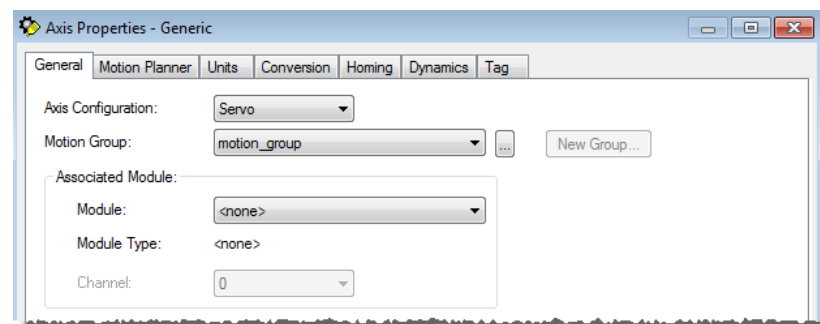 Axis Properties - Generic
General Motion Planner Units Conversion Homing Dynamics Tag
Axis Configuration: Servo
Motion Group: motion_group ... New Group...
Associated Module:
Module: <none>
Module Type: <none>
Channel: 0